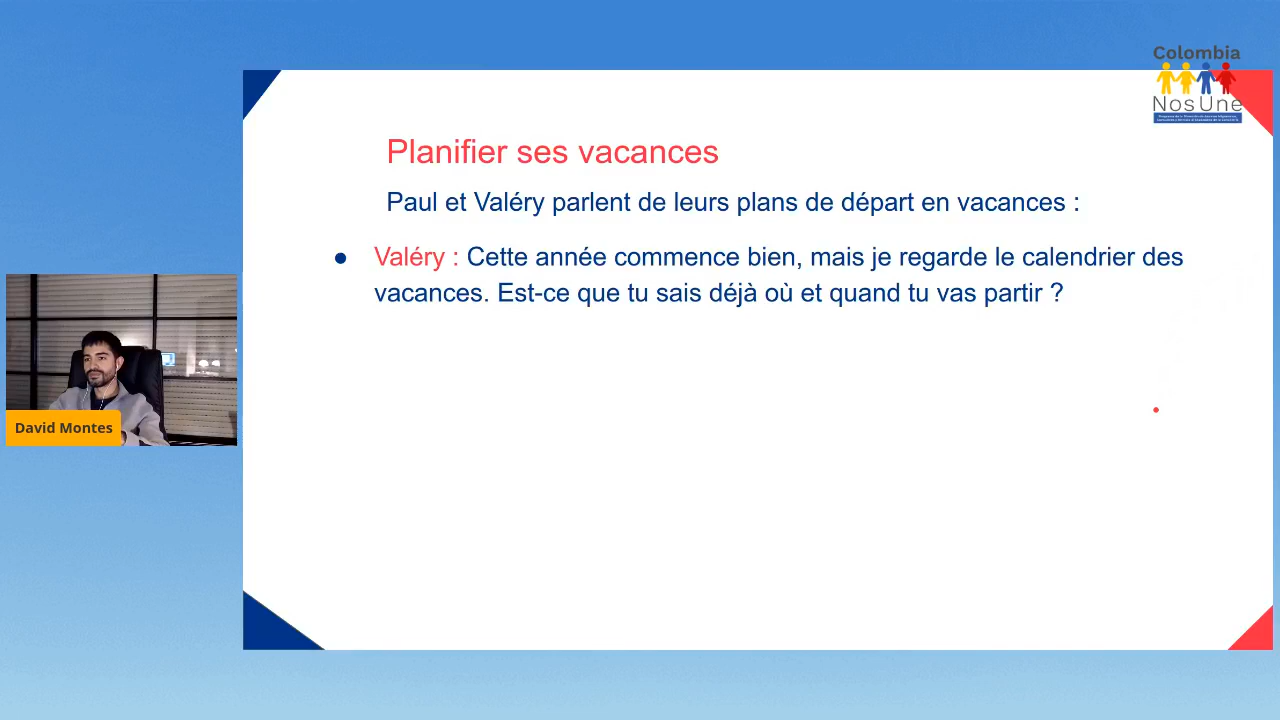 Colombia
NosUne
Planifier ses vacances
Paul et Valéry parlent de leurs plans de départ en vacances :
● Valéry : Cette année commence bien, mais je regarde le calendrier des
vacances. Est-ce que tu sais déjà où et quand tu vas partir ?
David Montes